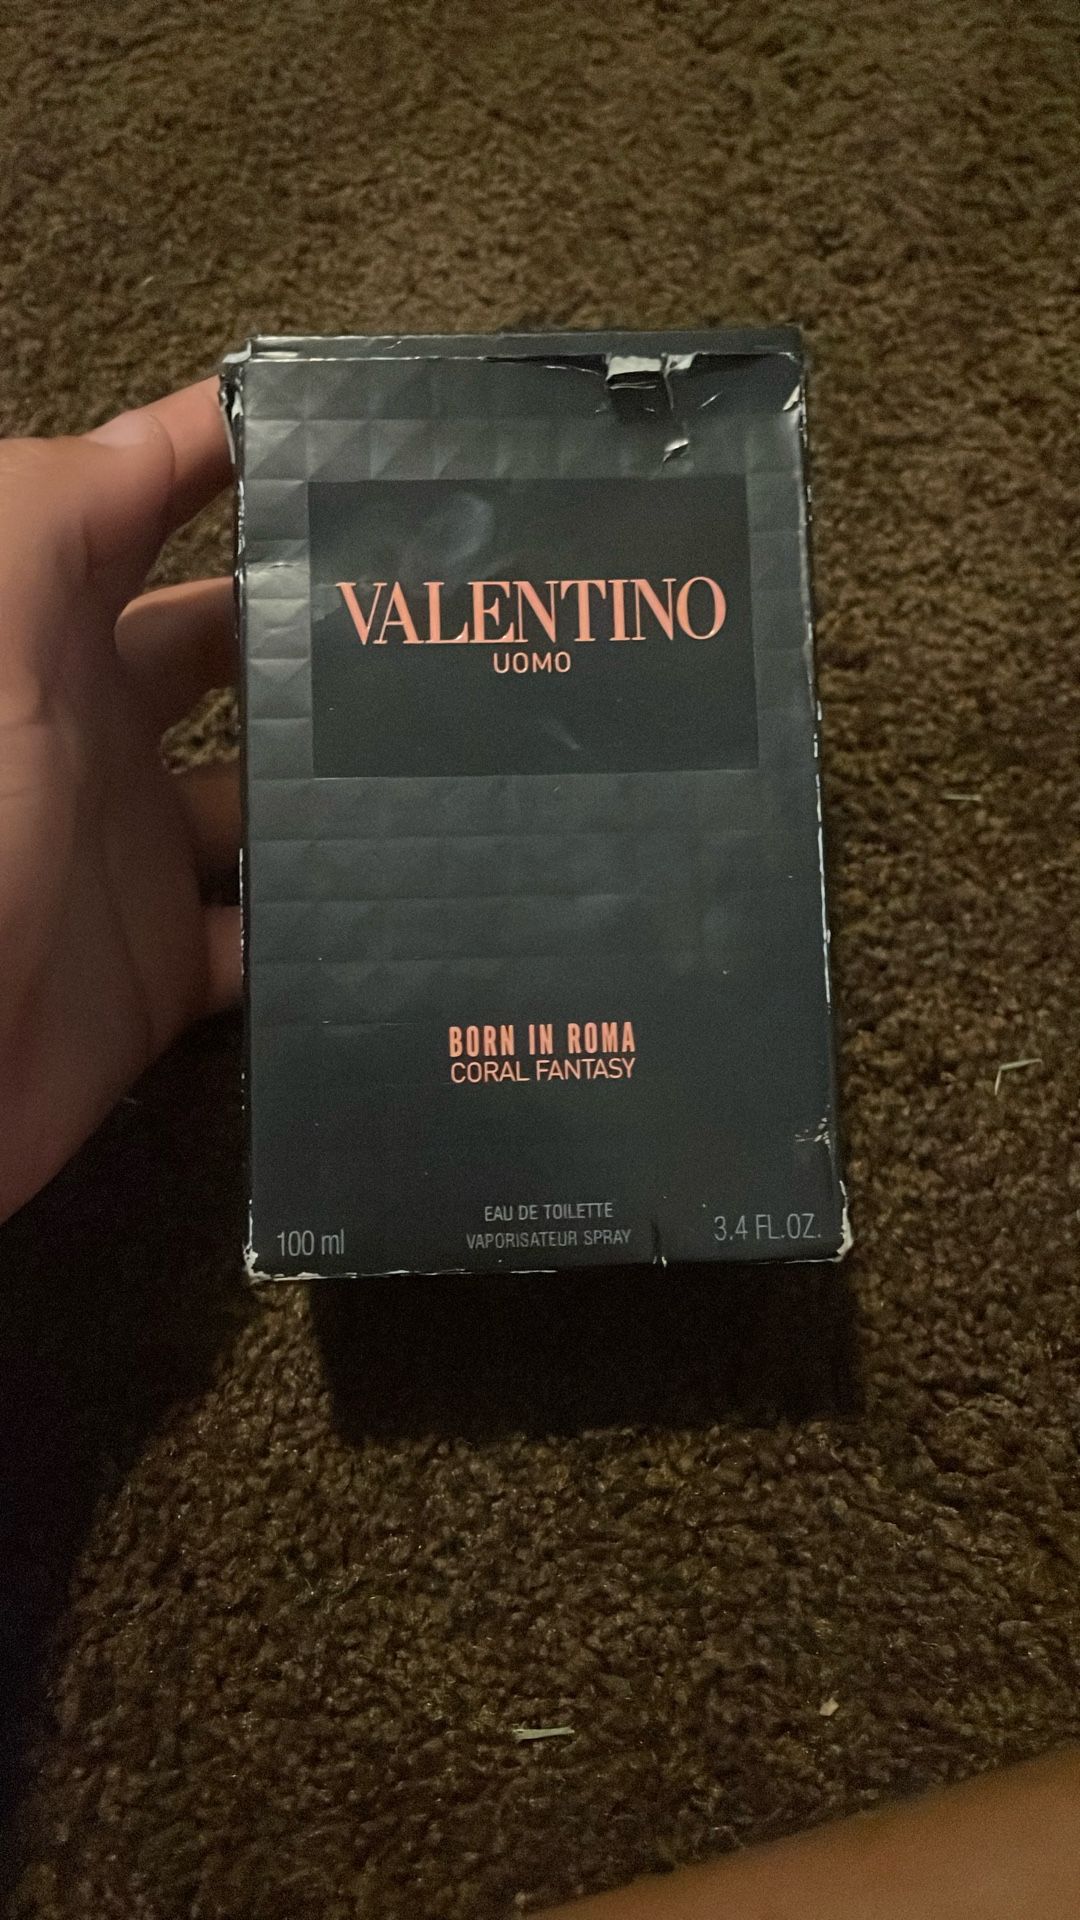 VALENTINO
UOMO
BORN IN ROMA
CORAL FANTASY
EAU DE TOILETTE
100 ml VAPORISATEUR SPRAY 3.4 FL.OZ.